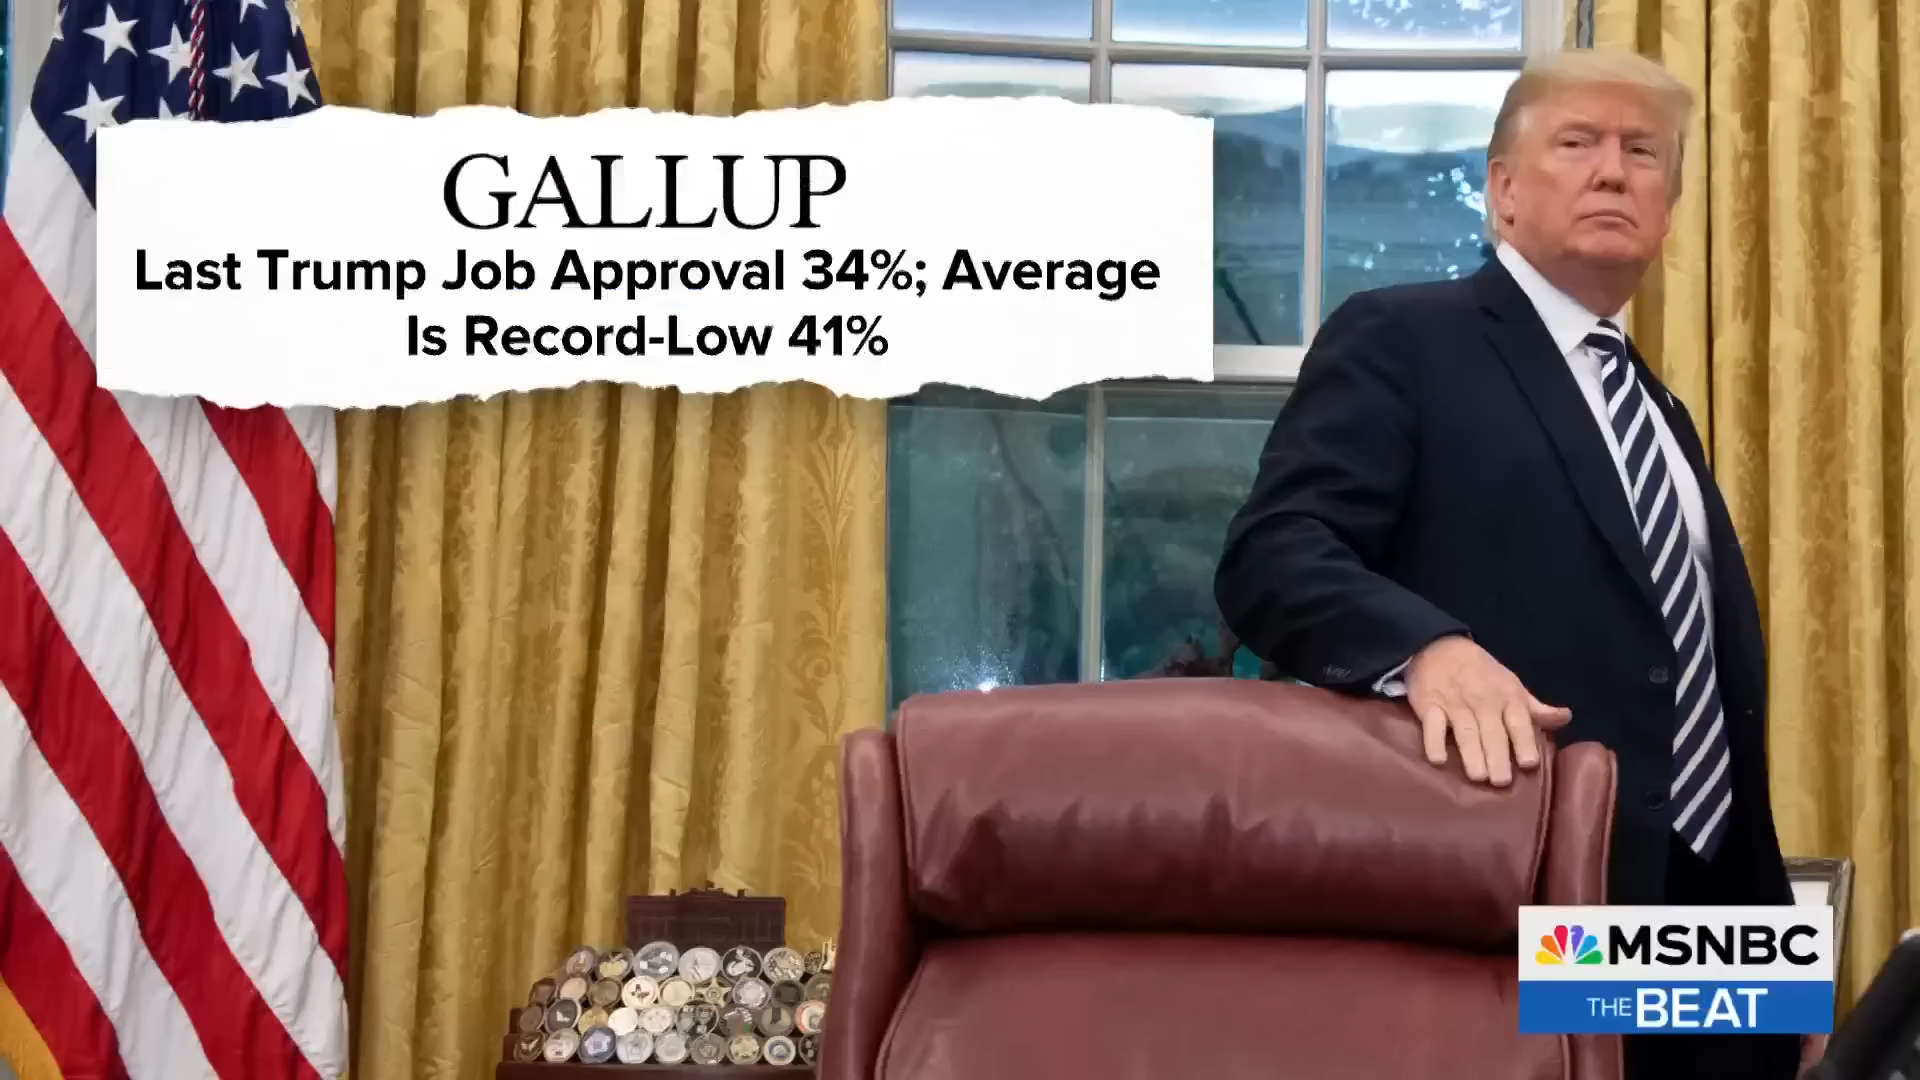 GALLUP
Last Trump Job Approval 34%; Average
Is Record-Low 41%
MSNBC
THE BEAT